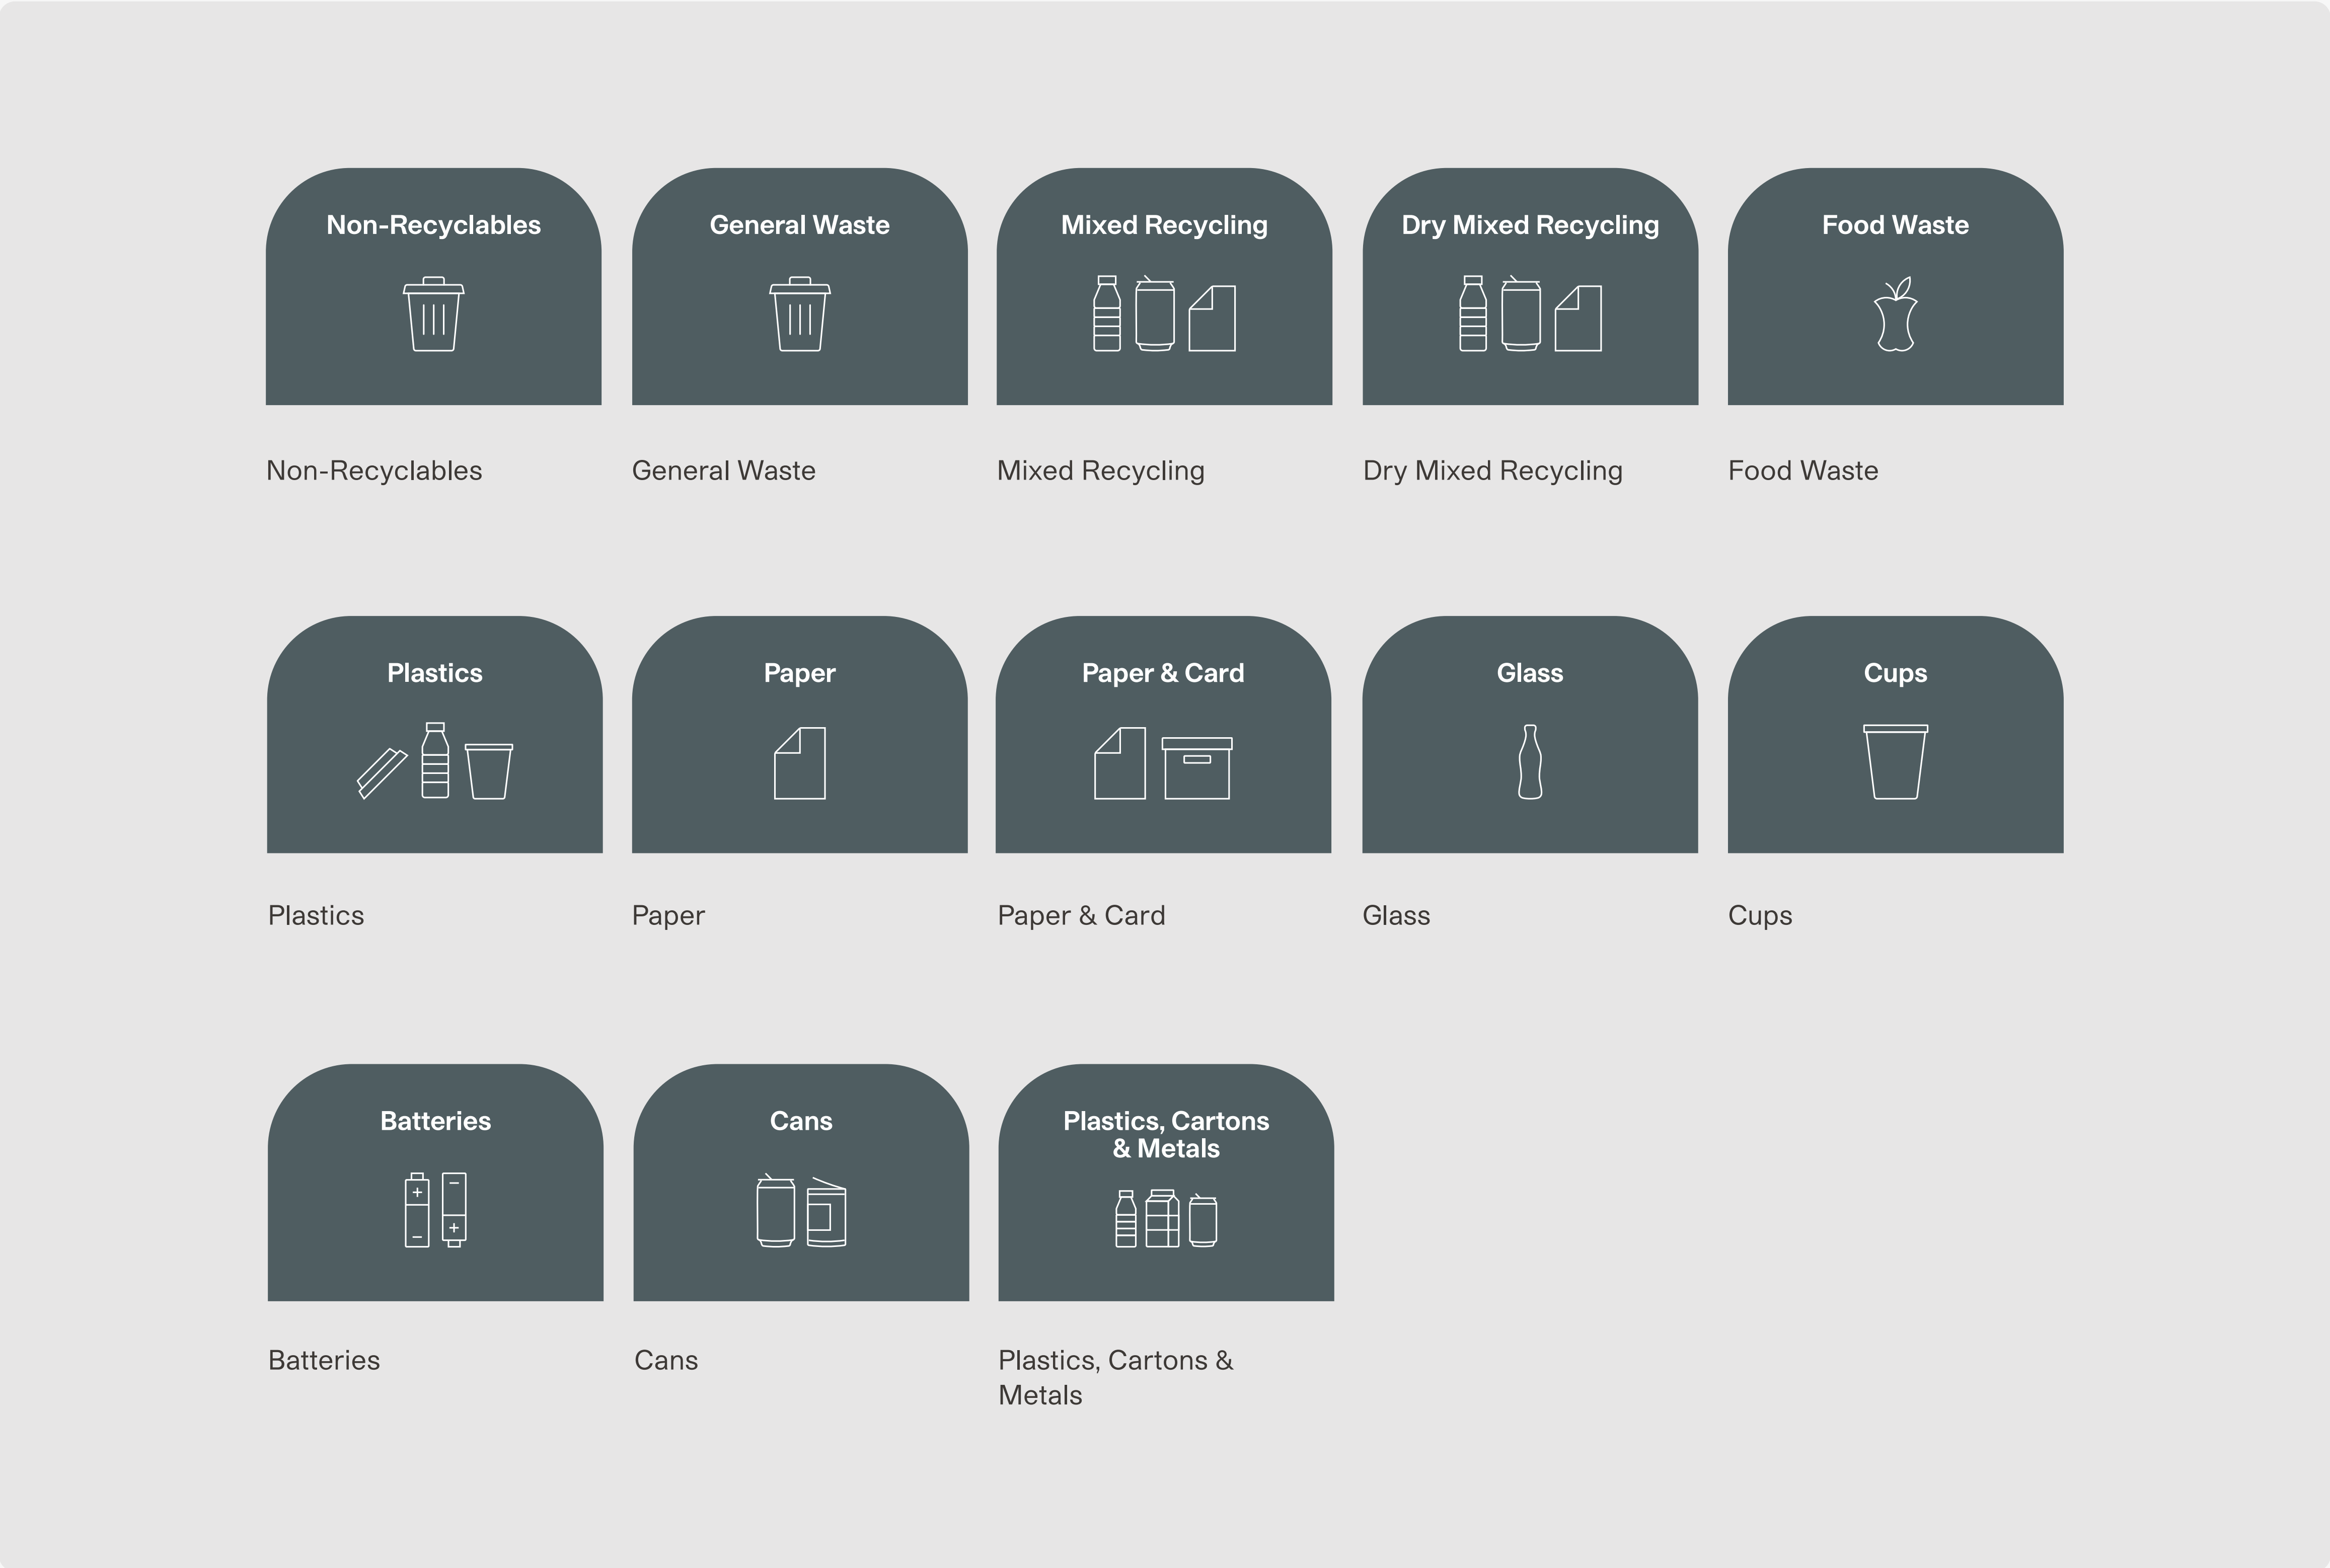 Non-Recyclables
General Waste
Mixed Recycling
Dry Mixed Recycling
Food Waste
Non-Recyclables
General Waste
Mixed Recycling
Dry Mixed Recycling
Food Waste
Plastics
Paper
Paper & Card
Glass
Cups
Plastics
Paper
Paper & Card
Glass
Cups
Batteries
Cans
Plastics, Cartons
& Metals
+
−
−
+
Batteries
Cans
Plastics, Cartons &
Metals